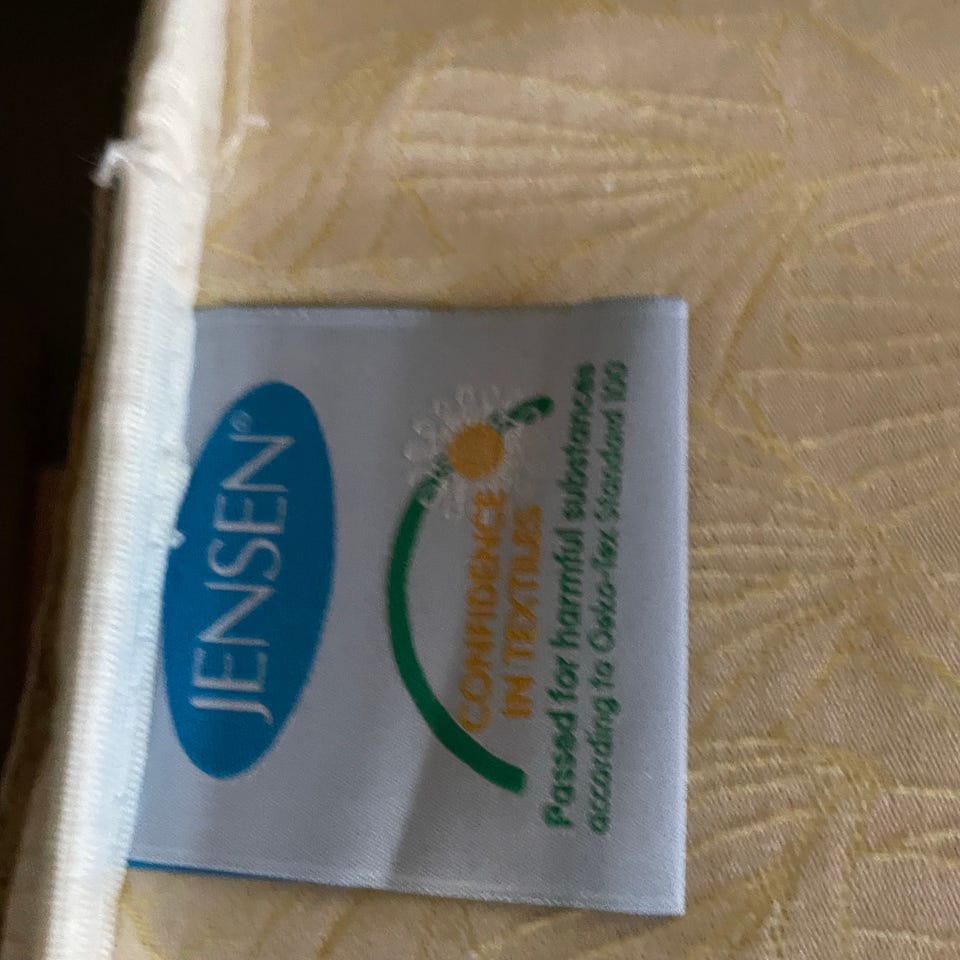 JENSEN®
CONFIDENCE
IN TEXTILES
Passed for harmful substances
according to Oeko-Tex Standard 100